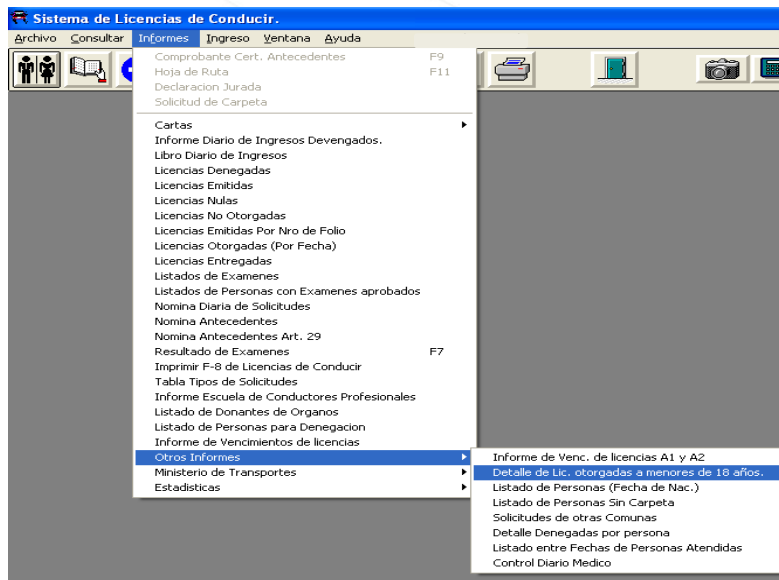 Sistema de Licencias de Conducir.
Archivo Consultar Informes Ingreso Ventana Ayuda
Comprobante Cert. Antecedentes F9
Hoja de Ruta F11
Declaracion Jurada
Solicitud de Carpeta
Cartas
Informe Diario de Ingresos Devengados.
Libro Diario de Ingresos
Licencias Denegadas
Licencias Emitidas
Licencias Nulas
Licencias No Otorgadas
Licencias Emitidas Por Nro de Folio
Licencias Otorgadas (Por Fecha)
Licencias Entregadas
Listados de Examenes
Listados de Personas con Examenes aprobados
Nomina Diaria de Solicitudes
Nomina Antecedentes
Nomina Antecedentes Art. 29
Resultado de Examenes F7
Imprimir F-8 de Licencias de Conducir
Tabla Tipos de Solicitudes
Informe Escuela de Conductores Profesionales
Listado de Donantes de Organos
Listado de Personas para Denegacion
Informe de Vencimientos de licencias
Otros Informes
Ministerio de Transportes
Estadisticas
Informe de Venc. de licencias A1 y A2
Detalle de Lic. otorgadas a menores de 18 años.
Listado de Personas (Fecha de Nac.)
Listado de Personas Sin Carpeta
Solicitudes de otras Comunas
Detalle Denegadas por persona
Listado entre Fechas de Personas Atendidas
Control Diario Medico